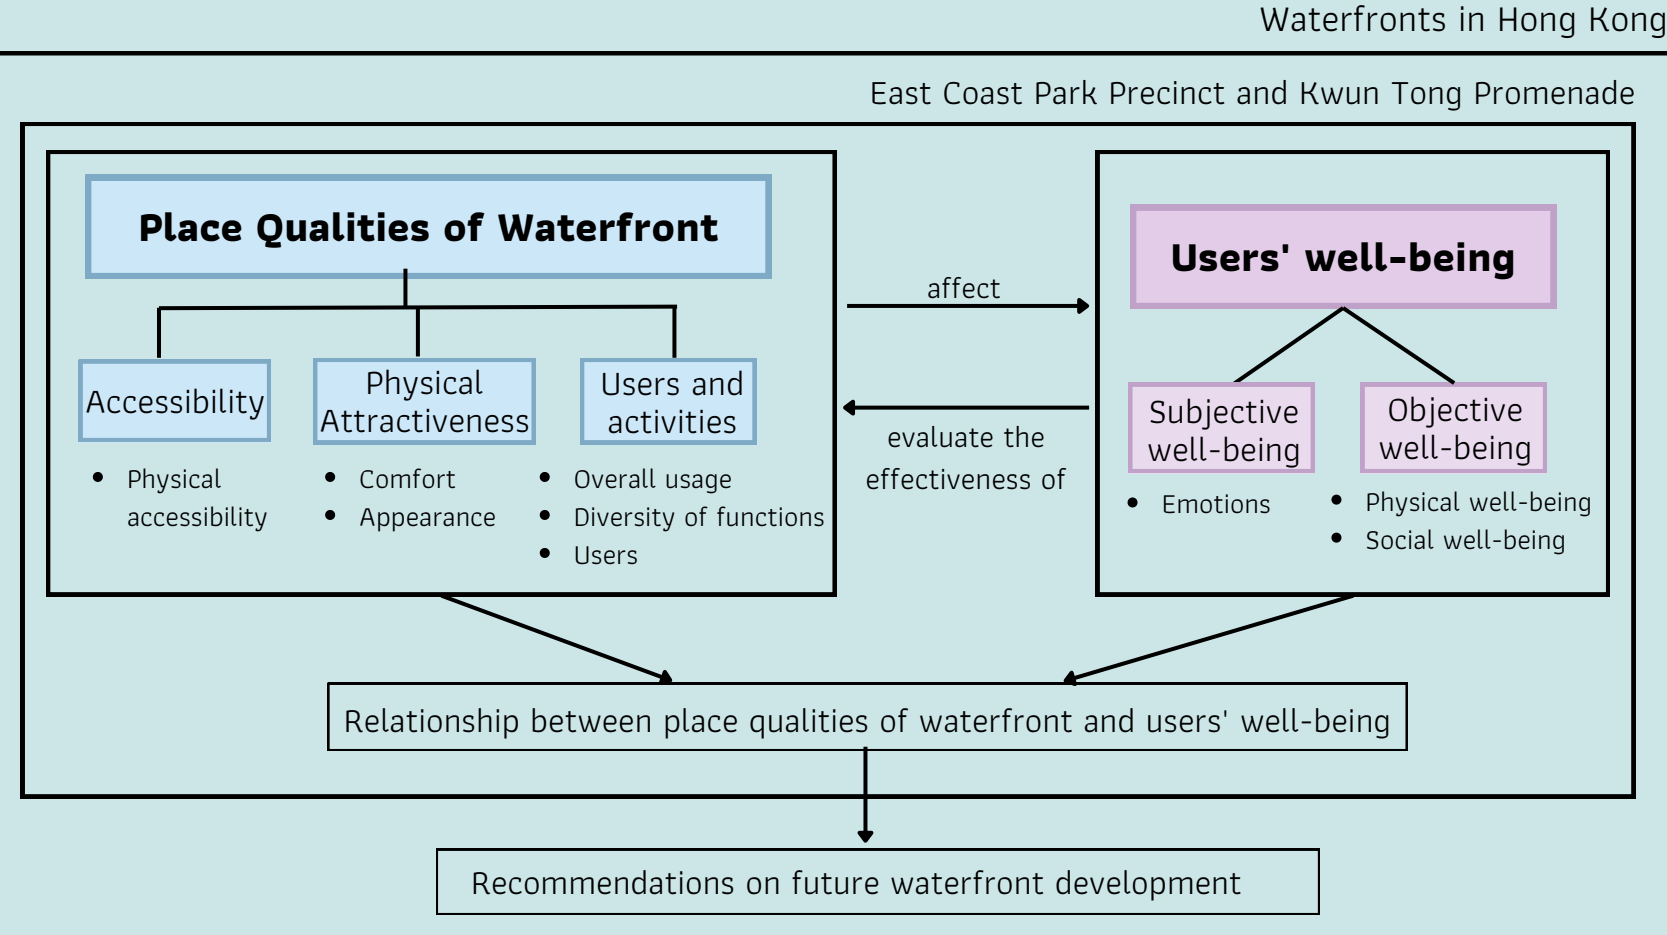 Waterfronts in Hong Kong
East Coast Park Precinct and Kwun Tong Promenade
Place Qualities of Waterfront
Accessibility
• Physical
accessibility
Physical
Attractiveness
• Comfort
• Appearance
Users and
activities
• Overall usage
• Diversity of functions
• Users
affect
evaluate the
effectiveness of
Users' well-being
Subjective
well-being
• Emotions
Objective
well-being
• Physical well-being
• Social well-being
Relationship between place qualities of waterfront and users' well-being
Recommendations on future waterfront development